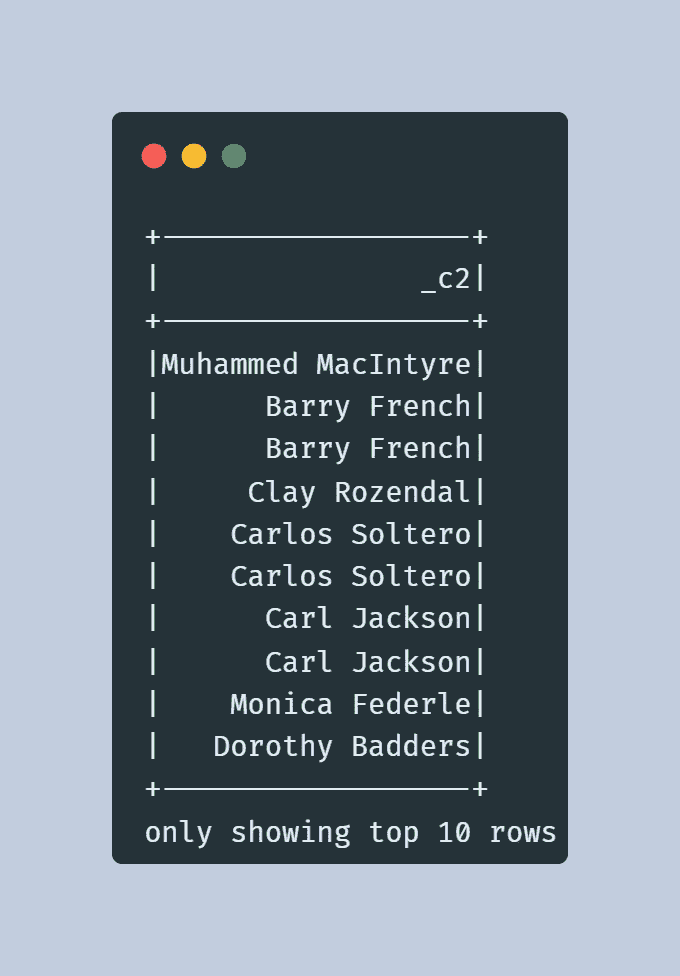 +------------------+
|               _c2|
+------------------+
|Muhammed MacIntyre|
|      Barry French|
|      Barry French|
|     Clay Rozendal|
|    Carlos Soltero|
|    Carlos Soltero|
|      Carl Jackson|
|      Carl Jackson|
|    Monica Federle|
|   Dorothy Badders|
+------------------+
only showing top 10 rows